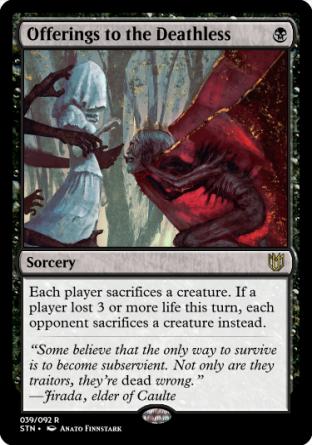 Offerings to the Deathless
Sorcery
Each player sacrifices a creature. If a
player lost 3 or more life this turn, each
opponent sacrifices a creature instead.
“Some believe that the only way to survive
is to become subservient. Not only are they
traitors, they’re dead wrong.”
—Jirada, elder of Caulte
039/092 R
STN • Anato Finnstark